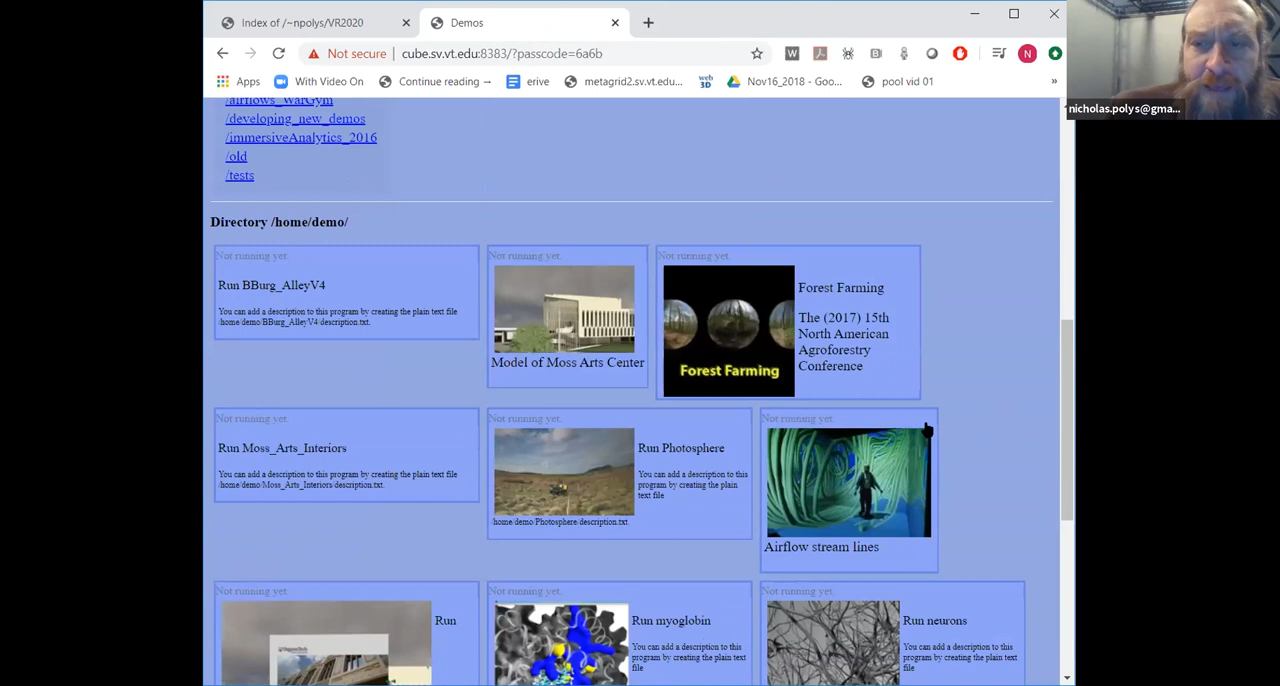 Index of /~npolys/VR2020
Demos
Not secure
cube.sv.vt.edu:8383/?passcode=6a6b
N
Apps
With Video On
Continue reading →
erive
metagrid2.sv.vt.edu...
web
3D
Nov16_2018 - Goo...
pool vid 01
»
nicholas.polys@gma...
/airflows_WarGym
/developing_new_demos
/immersiveAnalytics_2016
/old
/tests
Directory /home/demo/
Not running yet.
Run BBurg_AlleyV4
You can add a description to this program by creating the plain text file
/home/demo/BBurg_AlleyV4/description.txt.
Not running yet.
Model of Moss Arts Center
Not running yet.
Forest Farming
Forest Farming
The (2017) 15th
North American
Agroforestry
Conference
Not running yet.
Run Moss_Arts_Interiors
You can add a description to this program by creating the plain text file
/home/demo/Moss_Arts_Interiors/description.txt.
Not running yet.
Run Photosphere
You can add a description to this
program by creating the plain
text file
/home/demo/Photosphere/description.txt.
Not running yet.
Airflow stream lines
Not running yet.
Run
Not running yet.
Run myoglobin
You can add a description to this
program by creating the plain text
file
Not running yet.
Run neurons
You can add a description to this
program by creating the plain text
file